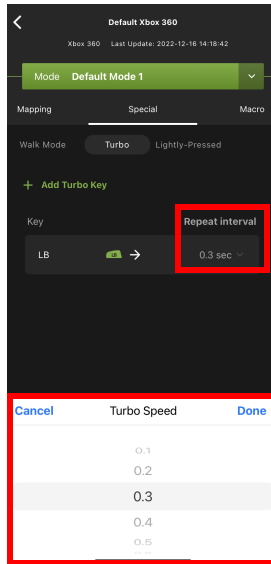 Default Xbox 360
Xbox 360 Last Update: 2022-12-16 14:18:42
Mode Default Mode 1
Mapping Special Macro
Walk Mode Turbo Lightly-Pressed
+ Add Turbo Key
Key Repeat interval
LB LB → 0.3 sec
Cancel Turbo Speed Done
0.1
0.2
0.3
0.4
0.5